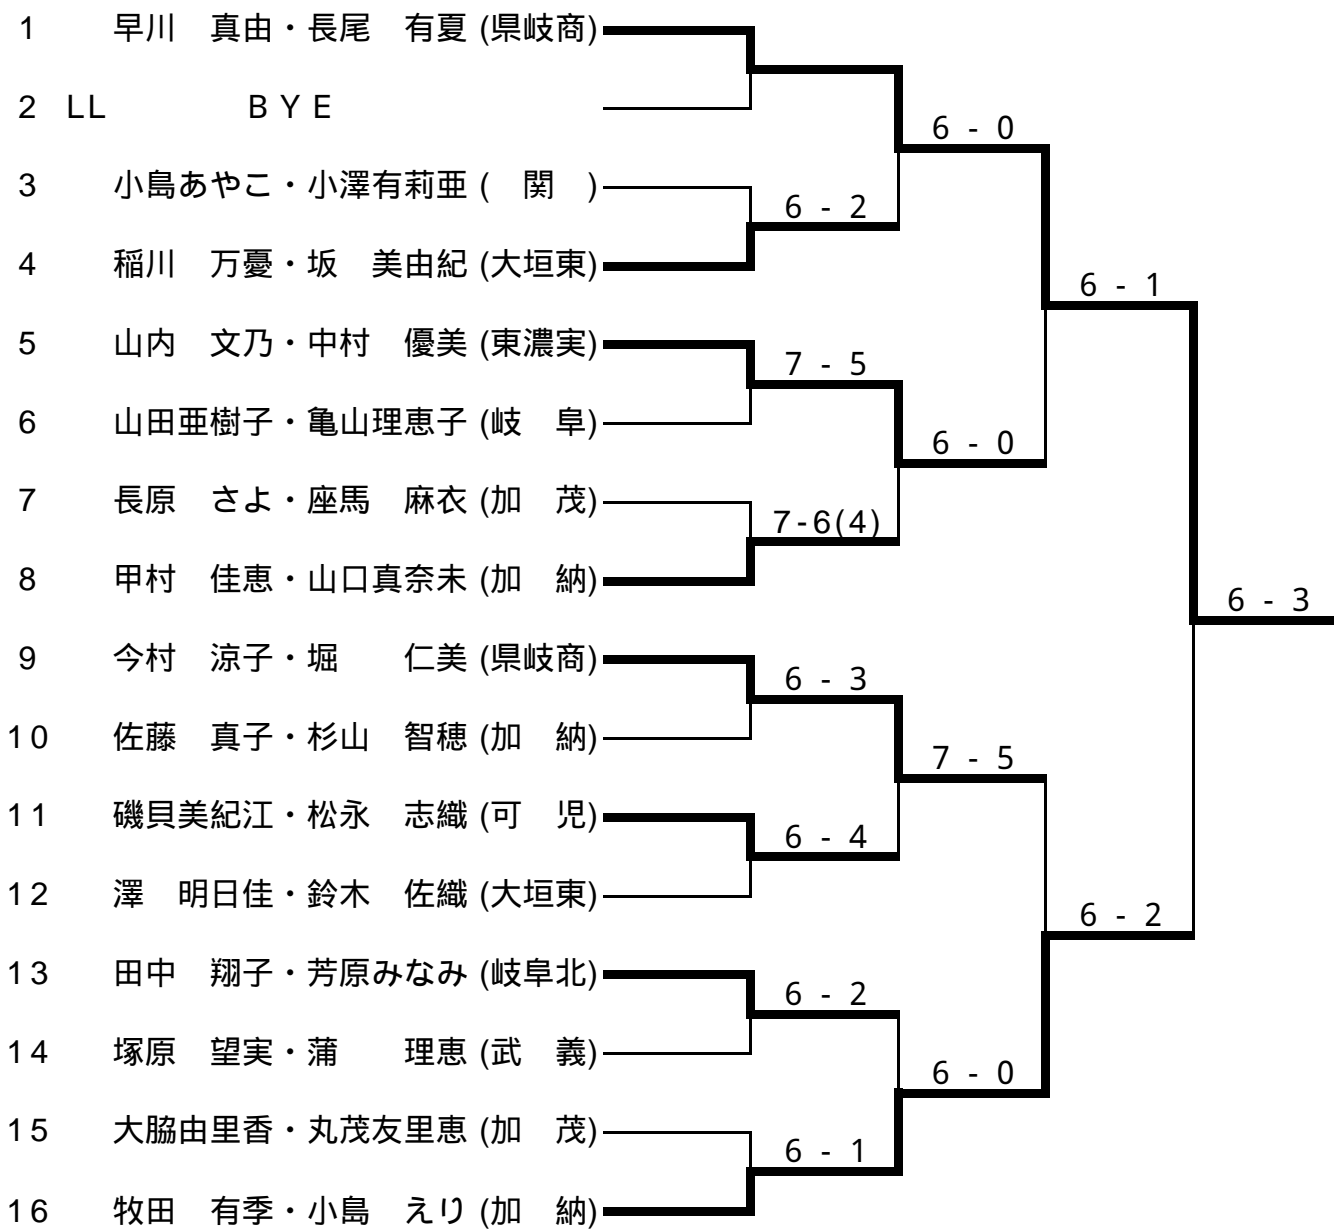 1 早川 真由・長尾 有夏 (県岐商)
2 LL BYE
6 - 0
3 小島あやこ・小澤有莉亜 ( 関 )
6 - 2
4 稲川 万憂・坂 美由紀 (大垣東)
6 - 1
5 山内 文乃・中村 優美 (東濃実)
7 - 5
6 山田亜樹子・亀山理恵子 (岐 阜)
6 - 0
7 長原 さよ・座馬 麻衣 (加 茂)
7-6(4)
8 甲村 佳恵・山口真奈未 (加 納)
6 - 3
9 今村 涼子・堀 仁美 (県岐商)
6 - 3
10 佐藤 真子・杉山 智穂 (加 納)
7 - 5
11 磯貝美紀江・松永 志織 (可 児)
6 - 4
12 澤 明日佳・鈴木 佐織 (大垣東)
6 - 2
13 田中 翔子・芳原みなみ (岐阜北)
6 - 2
14 塚原 望実・蒲 理恵 (武 義)
6 - 0
15 大脇由里香・丸茂友里恵 (加 茂)
6 - 1
16 牧田 有季・小島 えり (加 納)